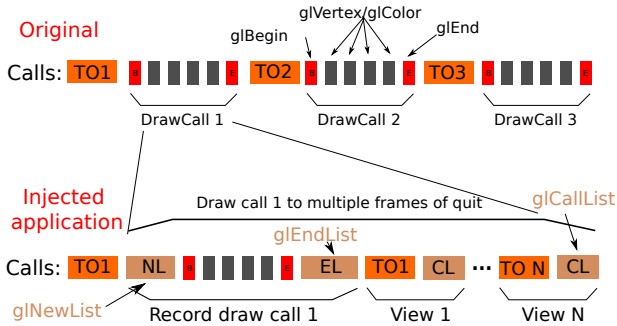 Original
glBegin
glVertex/glColor
glEnd
Calls: TO1 B E TO2 B E TO3 B E
DrawCall 1 DrawCall 2 DrawCall 3
Injected
application
Draw call 1 to multiple frames of quit
glCallList
glEndList
Calls: TO1 NL B E EL TO1 CL ... TO N CL
glNewList
Record draw call 1 View 1 View N